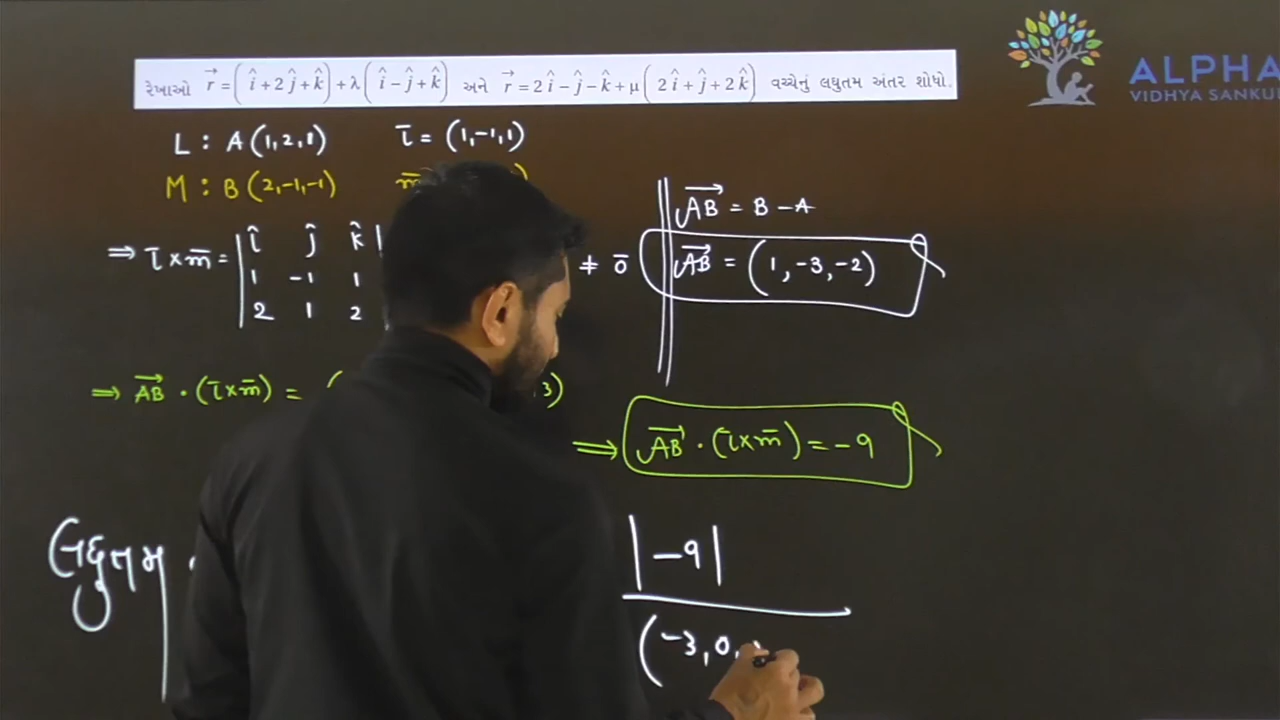 ALPHA
VIDHYA SANKUL
રેખાઓ r⃗ = (î+2ĵ+k̂)+λ(î−ĵ+k̂) અને r⃗ = 2î−ĵ−k̂+μ(2î+ĵ+2k̂) વચ્ચેનું લઘુતમ અંતર શોધો.
L : A(1,2,1) l̄ = (1,-1,1)
M : B(2,-1,-1) m̄
AB⃗ = B - A
⇒ l̄ × m̄ = | î ĵ k̂ | ≠ 0̄
1 -1 1
2 1 2
AB⃗ = (1, -3, -2)
⇒ AB⃗ · (l̄ × m̄) = ( , 3)
⇒ AB⃗ · (l̄ × m̄) = -9
લઘુતમ
|-9|
(-3, 0,